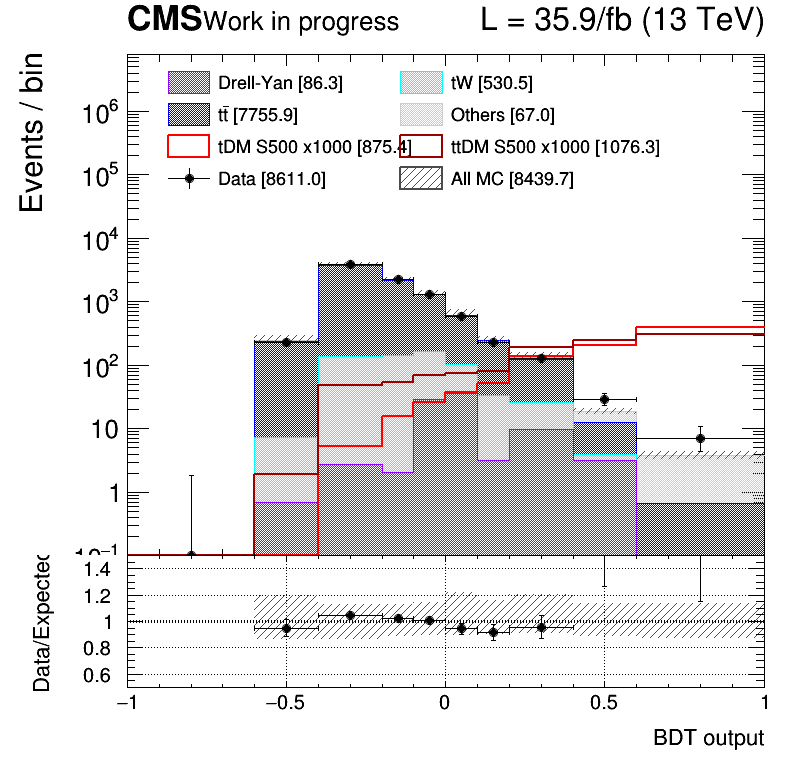 CMS Work in progress L = 35.9/fb (13 TeV)
Events / bin
Drell-Yan [86.3] tW [530.5]
tt̄ [7755.9] Others [67.0]
tDM S500 x1000 [875.4] ttDM S500 x1000 [1076.3]
Data [8611.0] All MC [8439.7]
10⁶
10⁵
10⁴
10³
10²
10
1
10⁻¹
Data/Expected
1.4
1.2
1
0.8
0.6
−1 −0.5 0 0.5 1
BDT output